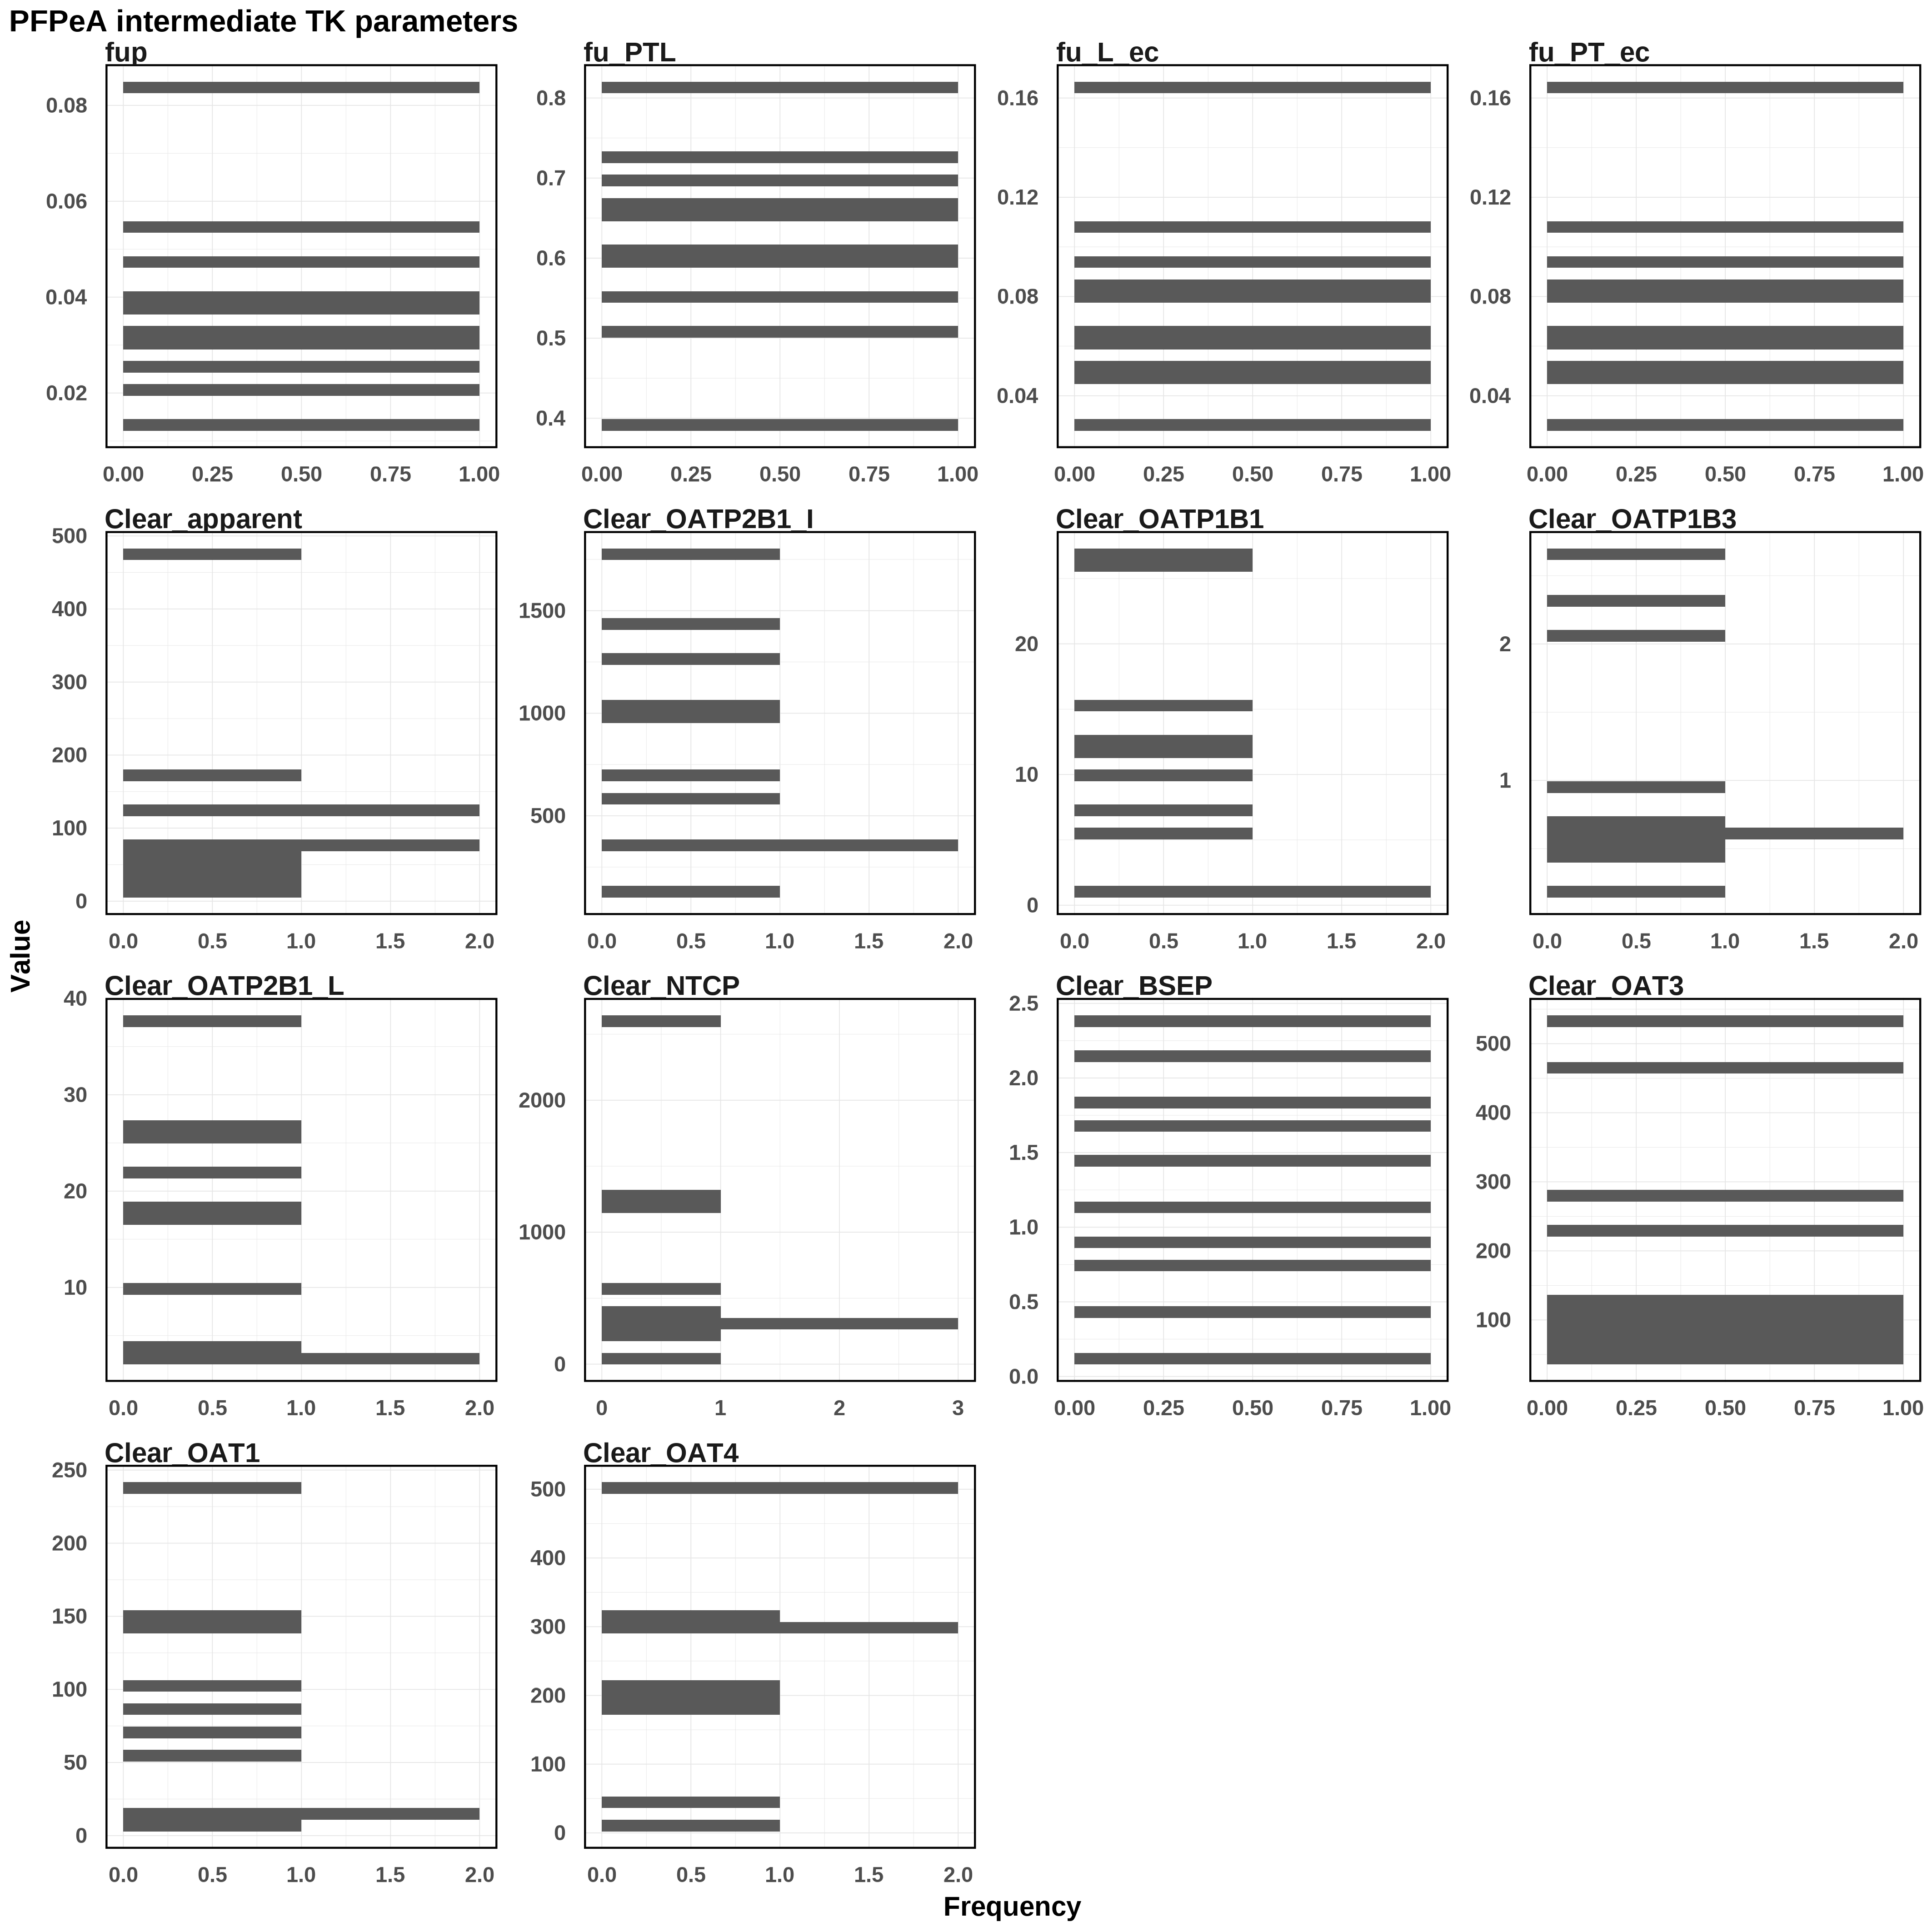 PFPeA intermediate TK parameters
fup fu_PTL fu_L_ec fu_PT_ec
0.08 0.06 0.04 0.02
0.8 0.7 0.6 0.5 0.4
0.16 0.12 0.08 0.04
0.16 0.12 0.08 0.04
0.00 0.25 0.50 0.75 1.00 0.00 0.25 0.50 0.75 1.00 0.00 0.25 0.50 0.75 1.00 0.00 0.25 0.50 0.75 1.00
Clear_apparent Clear_OATP2B1_I Clear_OATP1B1 Clear_OATP1B3
500 400 300 200 100 0
1500 1000 500
20 10 0
2 1
0.0 0.5 1.0 1.5 2.0 0.0 0.5 1.0 1.5 2.0 0.0 0.5 1.0 1.5 2.0 0.0 0.5 1.0 1.5 2.0
Value
Clear_OATP2B1_L Clear_NTCP Clear_BSEP Clear_OAT3
40 30 20 10
2000 1000 0
2.5 2.0 1.5 1.0 0.5 0.0
500 400 300 200 100
0.0 0.5 1.0 1.5 2.0 0 1 2 3 0.00 0.25 0.50 0.75 1.00 0.00 0.25 0.50 0.75 1.00
Clear_OAT1 Clear_OAT4
250 200 150 100 50 0
500 400 300 200 100 0
0.0 0.5 1.0 1.5 2.0 0.0 0.5 1.0 1.5 2.0
Frequency